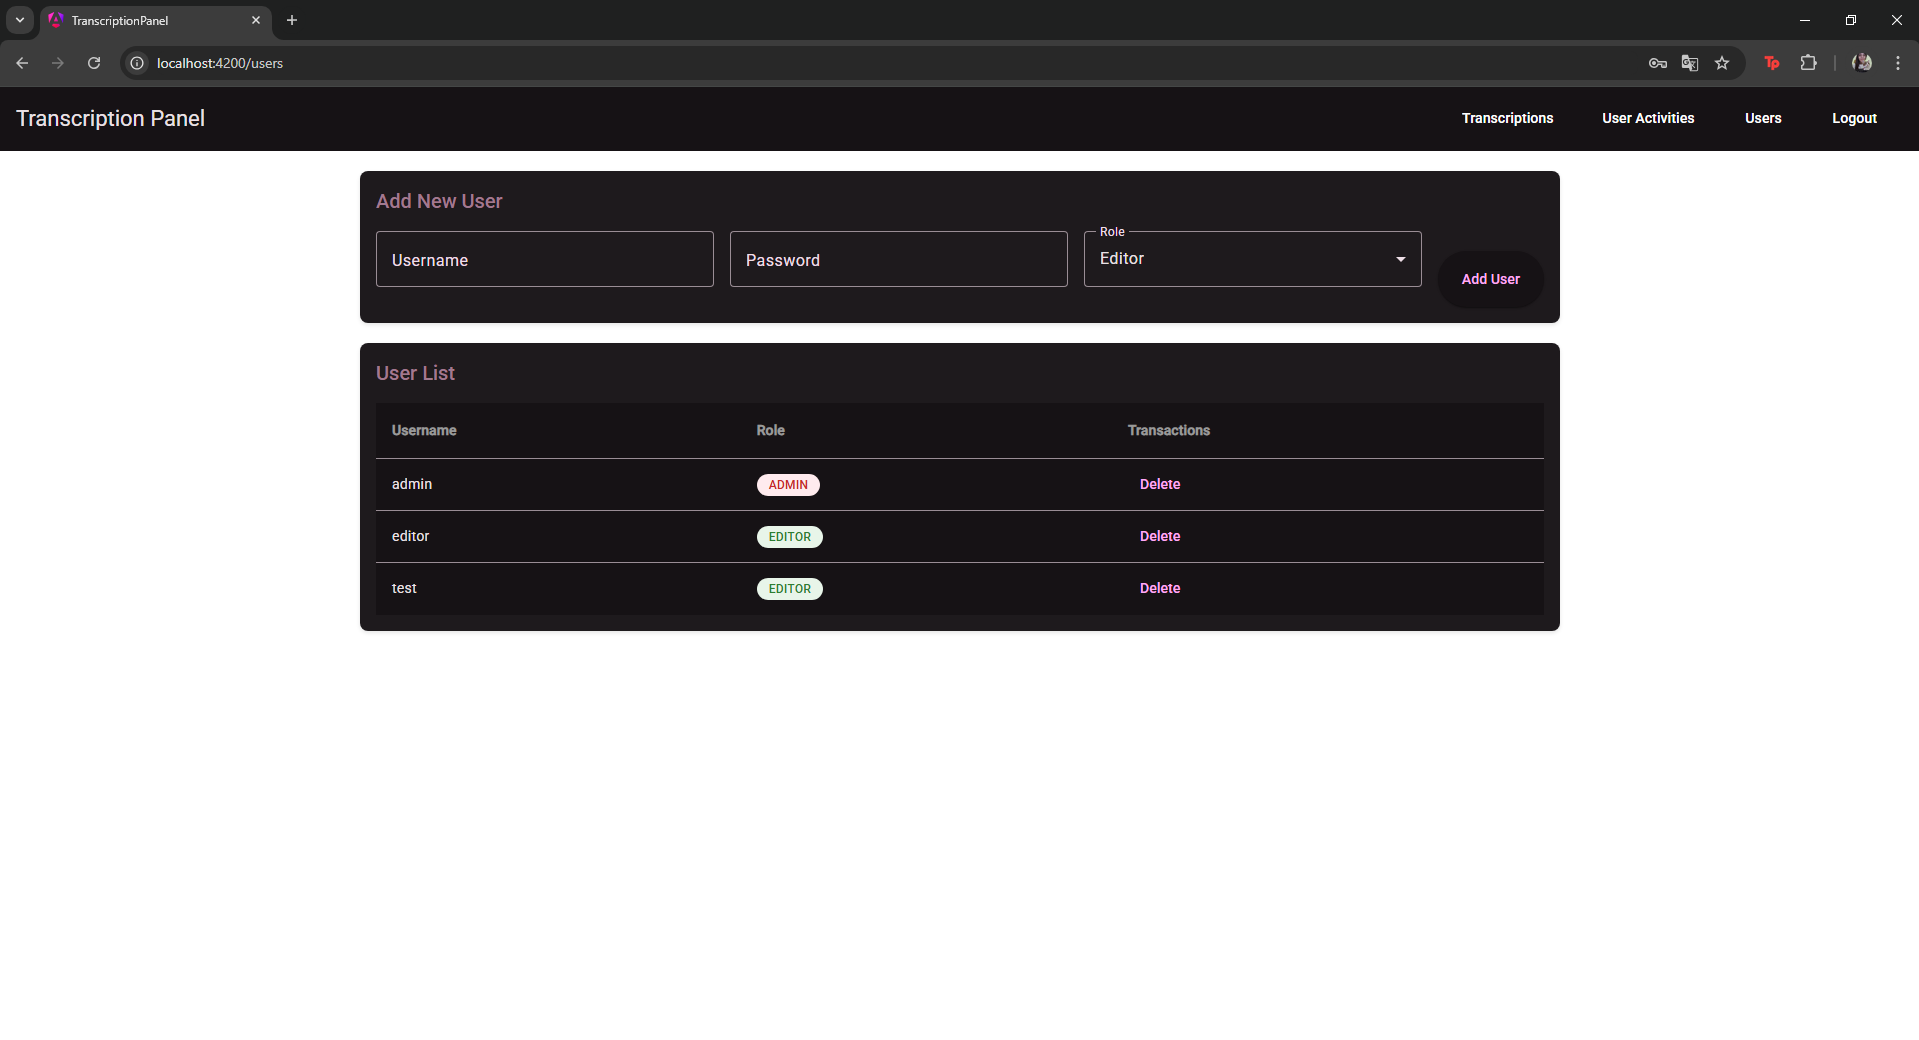 TranscriptionPanel
localhost:4200/users
Tp
Transcription Panel
Transcriptions
User Activities
Users
Logout
Add New User
Username
Password
Role
Editor
Add User
User List
Username Role Transactions
admin ADMIN Delete
editor EDITOR Delete
test EDITOR Delete